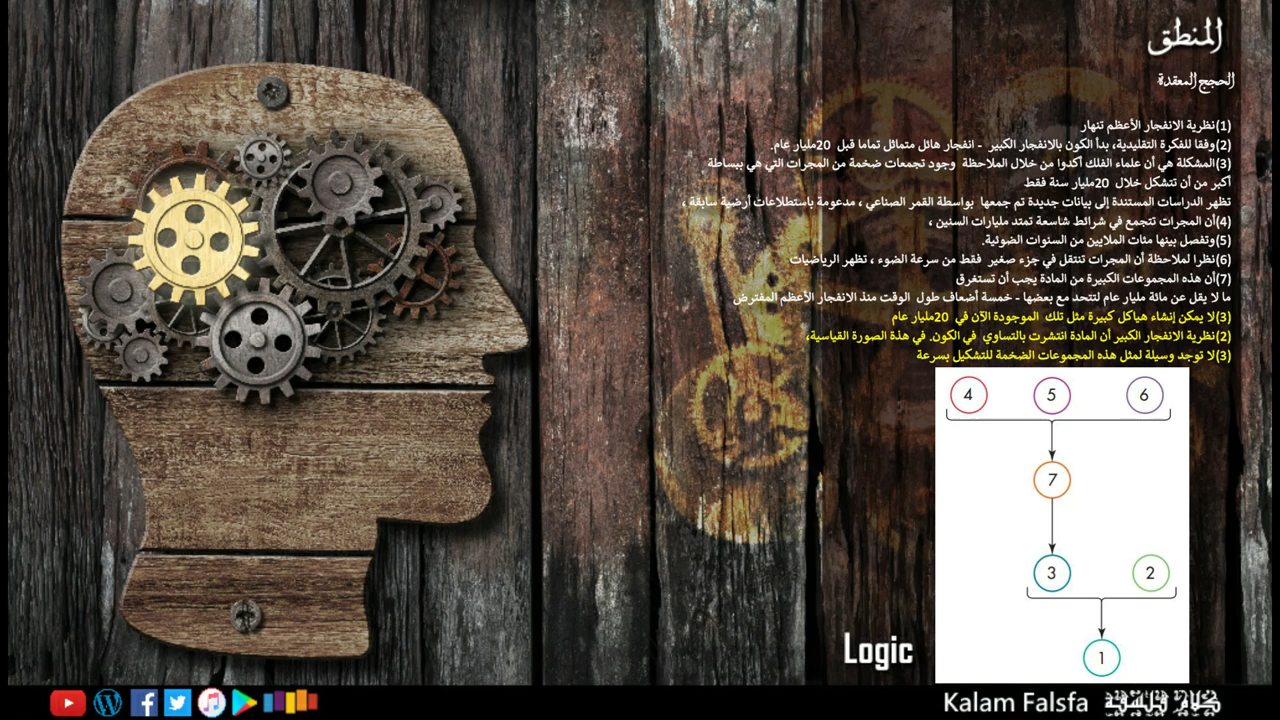 المنطق
الحجج المعقدة
(1)نظرية الانفجار الأعظم تنهار
(2)وفقا للفكرة التقليدية، بدأ الكون بالانفجار الكبير - انفجار هائل متماثل تماما قبل 20مليار عام.
(3)المشكلة هي أن علماء الفلك أكدوا من خلال الملاحظة وجود تجمعات ضخمة من المجرات التي هي ببساطة
أكبر من أن تتشكل خلال 20مليار سنة فقط
تظهر الدراسات المستندة إلى بيانات جديدة تم جمعها بواسطة القمر الصناعي ، مدعومة باستطلاعات أرضية سابقة ،
(4)أن المجرات تتجمع في شرائط شاسعة تمتد مليارات السنين ،
(5)وتفصل بينها مئات الملايين من السنوات الضوئية.
(6)نظرا لملاحظة أن المجرات تنتقل في جزء صغير فقط من سرعة الضوء ، تظهر الرياضيات
(7)أن هذه المجموعات الكبيرة من المادة يجب أن تستغرق
ما لا يقل عن مائة مليار عام لتتحد مع بعضها - خمسة أضعاف طول الوقت منذ الانفجار الأعظم المفترض
(3)لا يمكن إنشاء هياكل كبيرة مثل تلك الموجودة الآن في 20مليار عام
(2)نظرية الانفجار الكبير أن المادة انتشرت بالتساوي في الكون. في هذة الصورة القياسية،
(3)لا توجد وسيلة لمثل هذه المجموعات الضخمة للتشكيل بسرعة
4 5 6
7
3 2
1
Logic
Kalam Falsfa كلام فلسفة